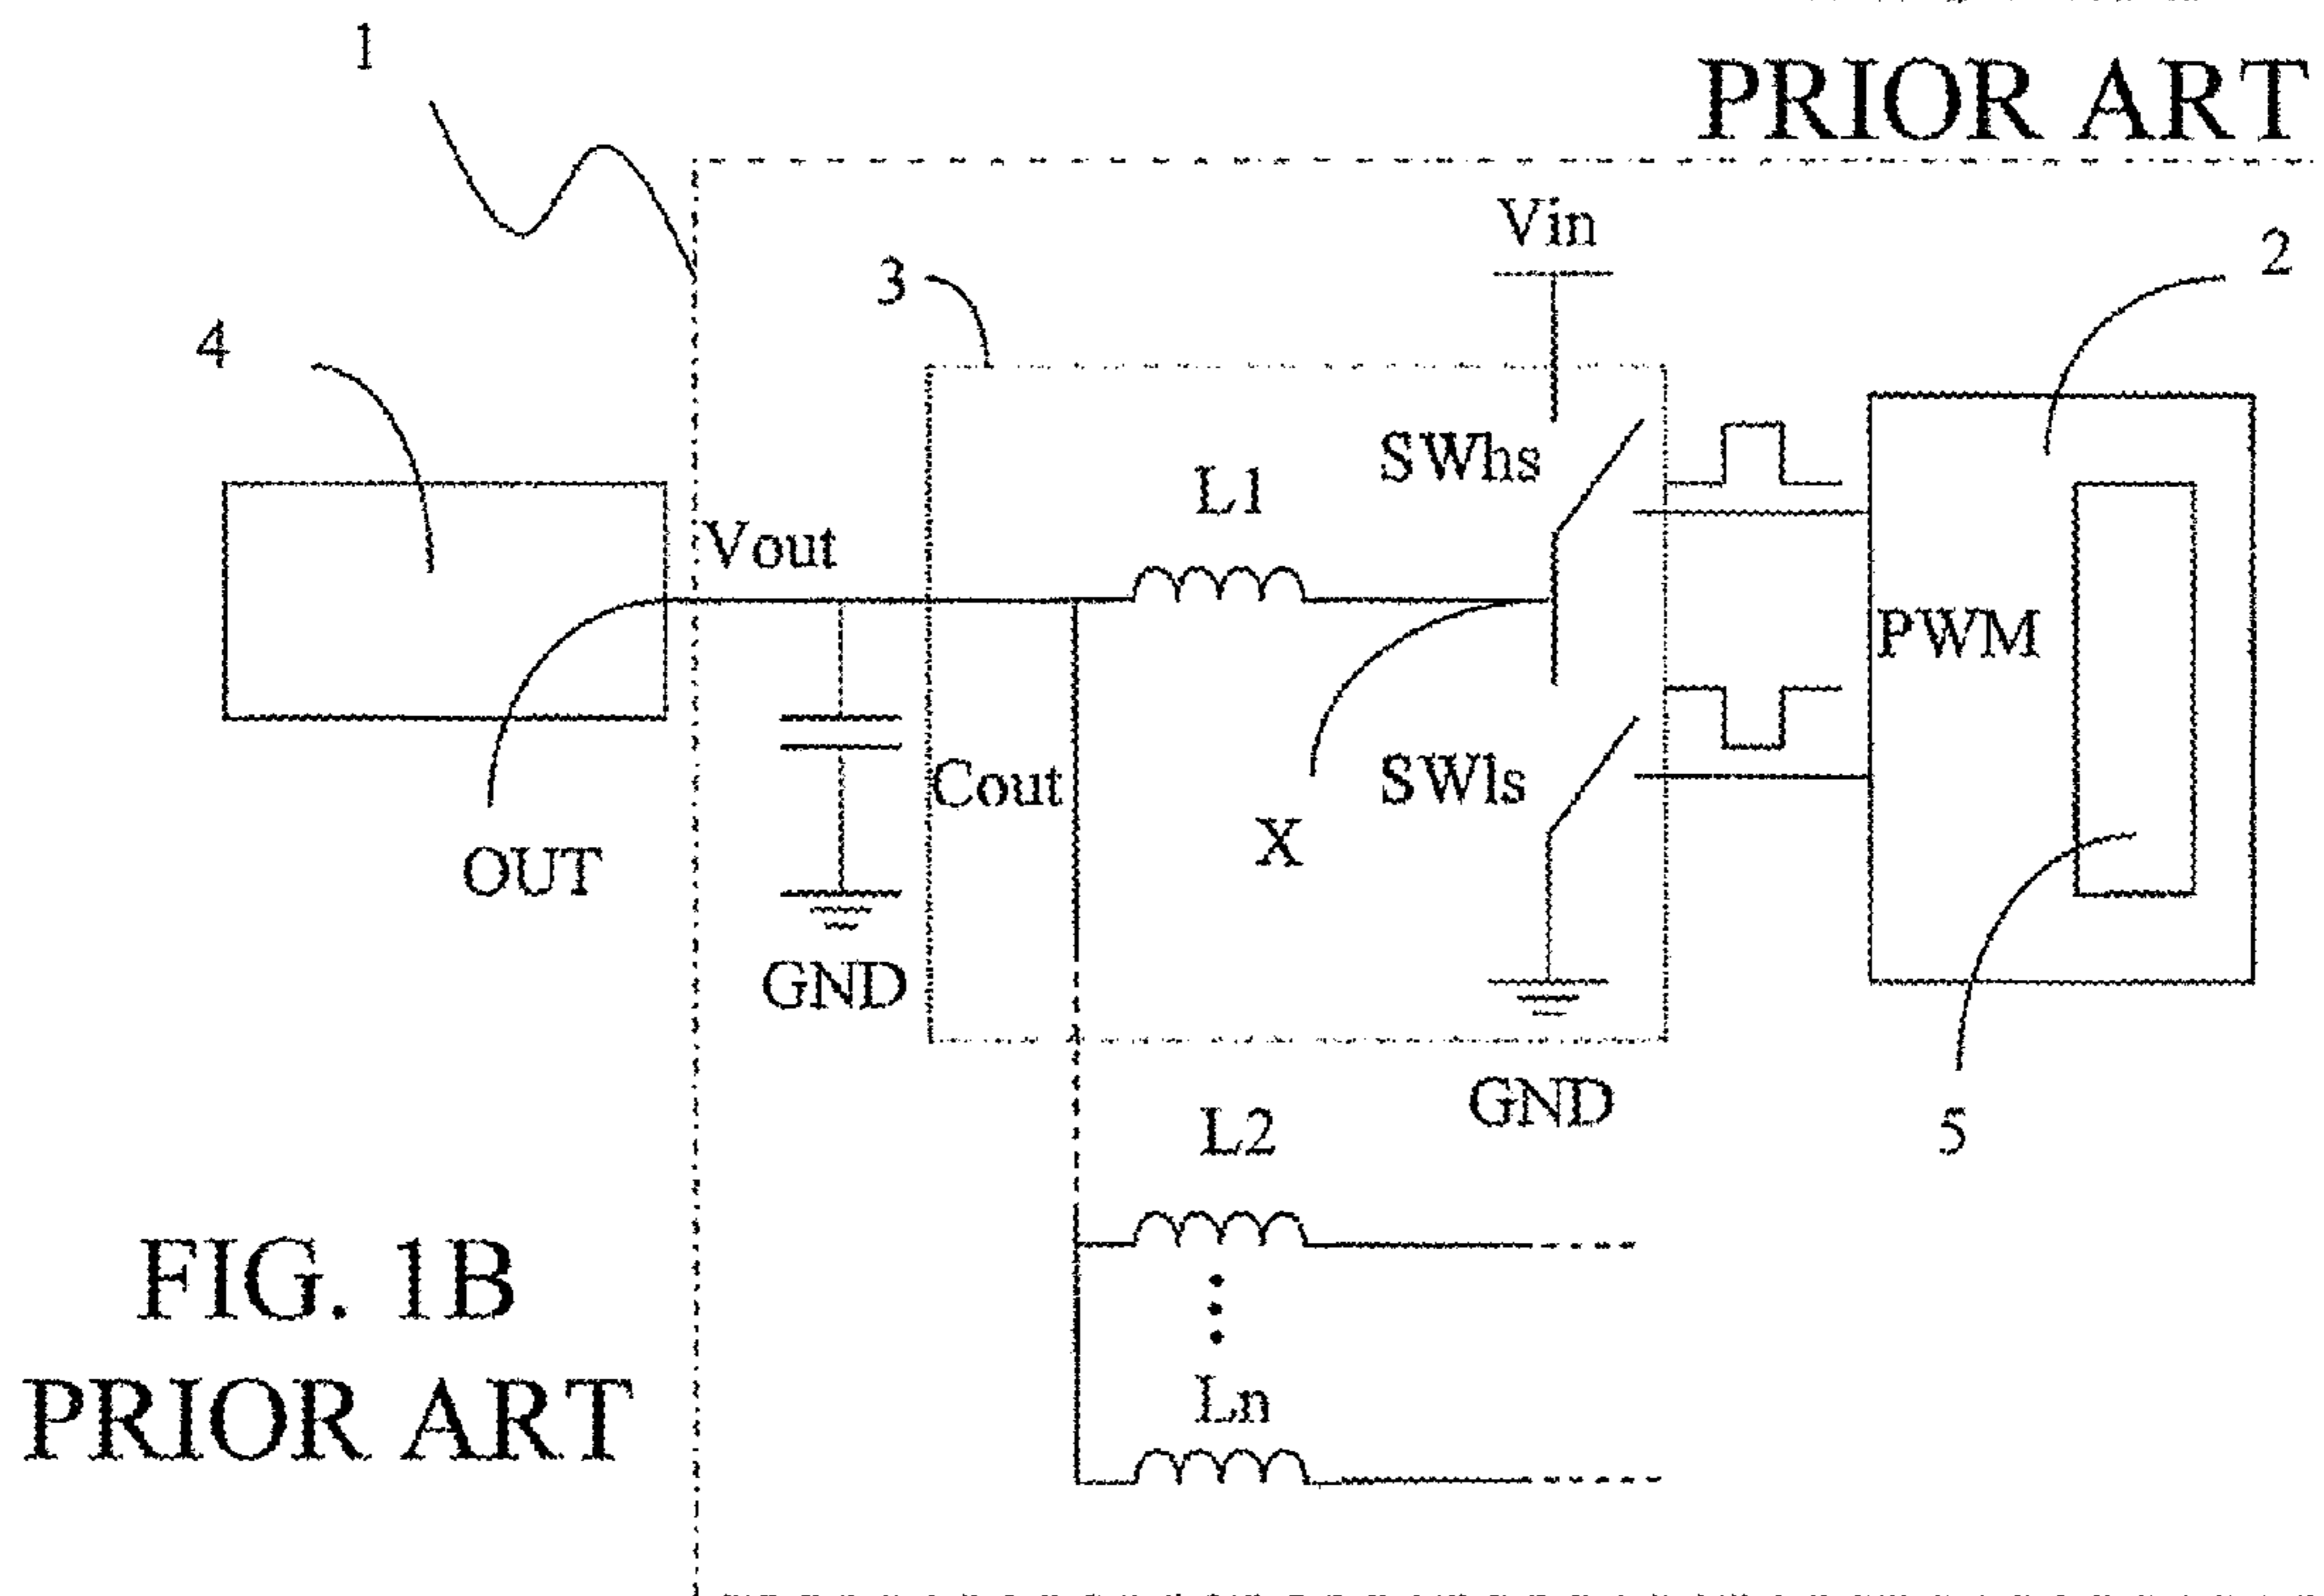 1
PRIOR ART
Vin
2
3
4
SWhs
L1
Vout
PWM
Cout
SWls
X
OUT
GND
GND
L2
5
FIG. 1B
PRIOR ART
Ln